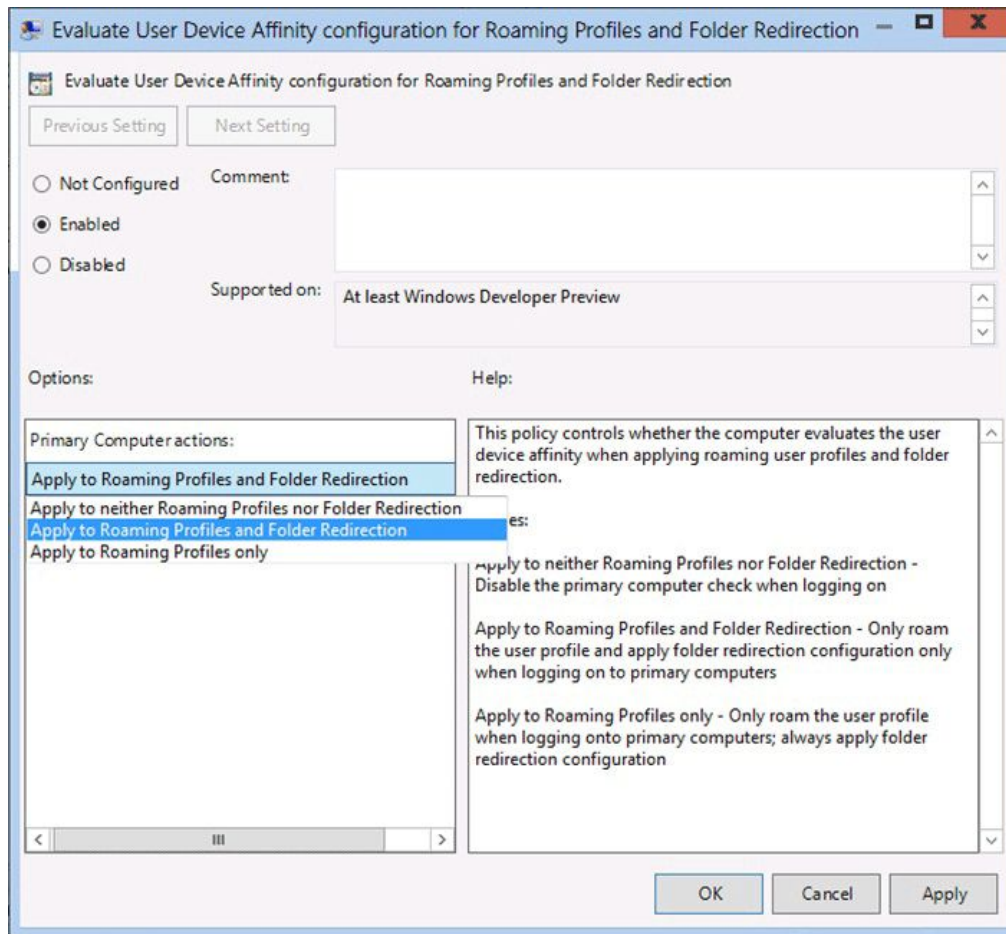 Evaluate User Device Affinity configuration for Roaming Profiles and Folder Redirection
Evaluate User Device Affinity configuration for Roaming Profiles and Folder Redirection
Previous Setting
Next Setting
Not Configured
Comment:
Enabled
Disabled
Supported on:
At least Windows Developer Preview
Options:
Help:
Primary Computer actions:
Apply to Roaming Profiles and Folder Redirection
Apply to neither Roaming Profiles nor Folder Redirection
Apply to Roaming Profiles and Folder Redirection
Apply to Roaming Profiles only
This policy controls whether the computer evaluates the user
device affinity when applying roaming user profiles and folder
redirection.
es:
Apply to neither Roaming Profiles nor Folder Redirection -
Disable the primary computer check when logging on
Apply to Roaming Profiles and Folder Redirection - Only roam
the user profile and apply folder redirection configuration only
when logging on to primary computers
Apply to Roaming Profiles only - Only roam the user profile
when logging onto primary computers; always apply folder
redirection configuration
OK
Cancel
Apply